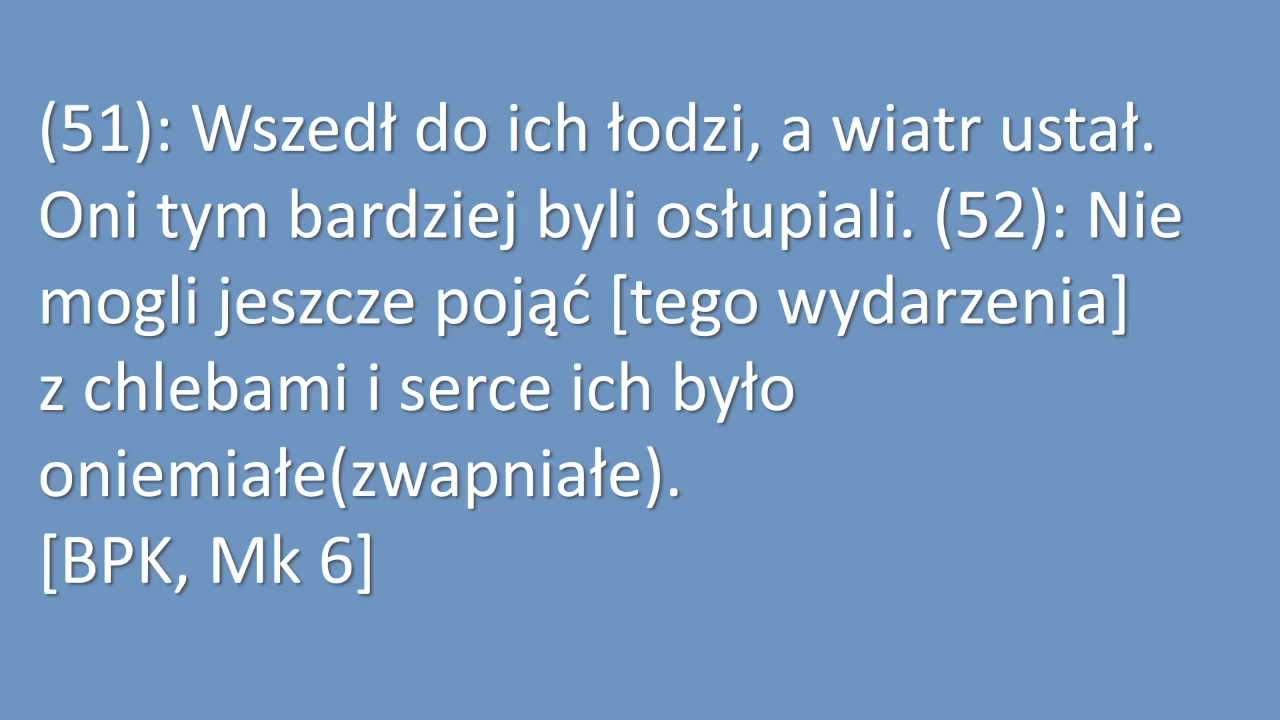 (51): Wszedł do ich łodzi, a wiatr ustał.
Oni tym bardziej byli osłupiali. (52): Nie
mogli jeszcze pojąć [tego wydarzenia]
z chlebami i serce ich było
oniemiałe(zwapniałe).
[BPK, Mk 6]